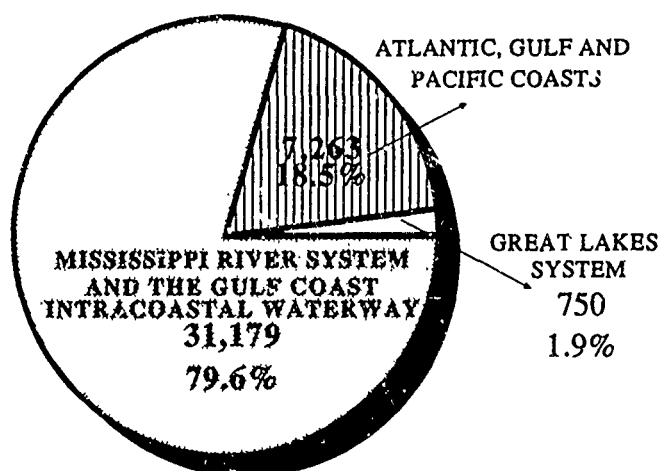 ATLANTIC, GULF AND
PACIFIC COASTS
7,263
18.5%
GREAT LAKES
SYSTEM
750
1.9%
MISSISSIPPI RIVER SYSTEM
AND THE GULF COAST
INTRACOASTAL WATERWAY
31,179
79.6%